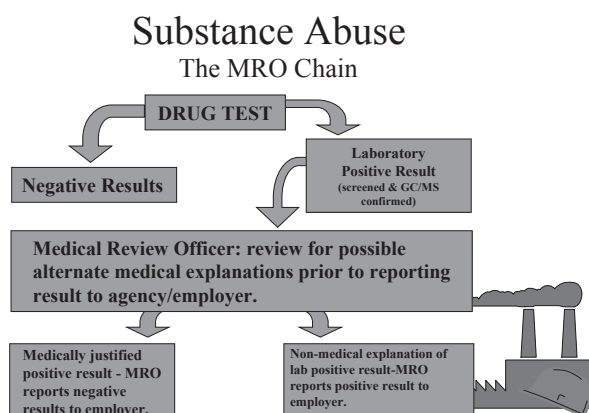 Substance Abuse
The MRO Chain
DRUG TEST
Negative Results
Laboratory
Positive Result
(screened & GC/MS
confirmed)
Medical Review Officer: review for possible
alternate medical explanations prior to reporting
result to agency/employer.
Medically justified
positive result - MRO
reports negative
results to employer.
Non-medical explanation of
lab positive result-MRO
reports positive result to
employer.